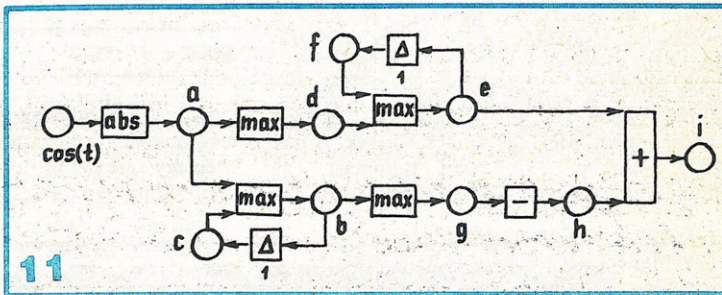 f
Δ
1
e
a
d
max
i
abs
max
cos(t)
+
max
max
−
c
Δ
b
g
h
1
11